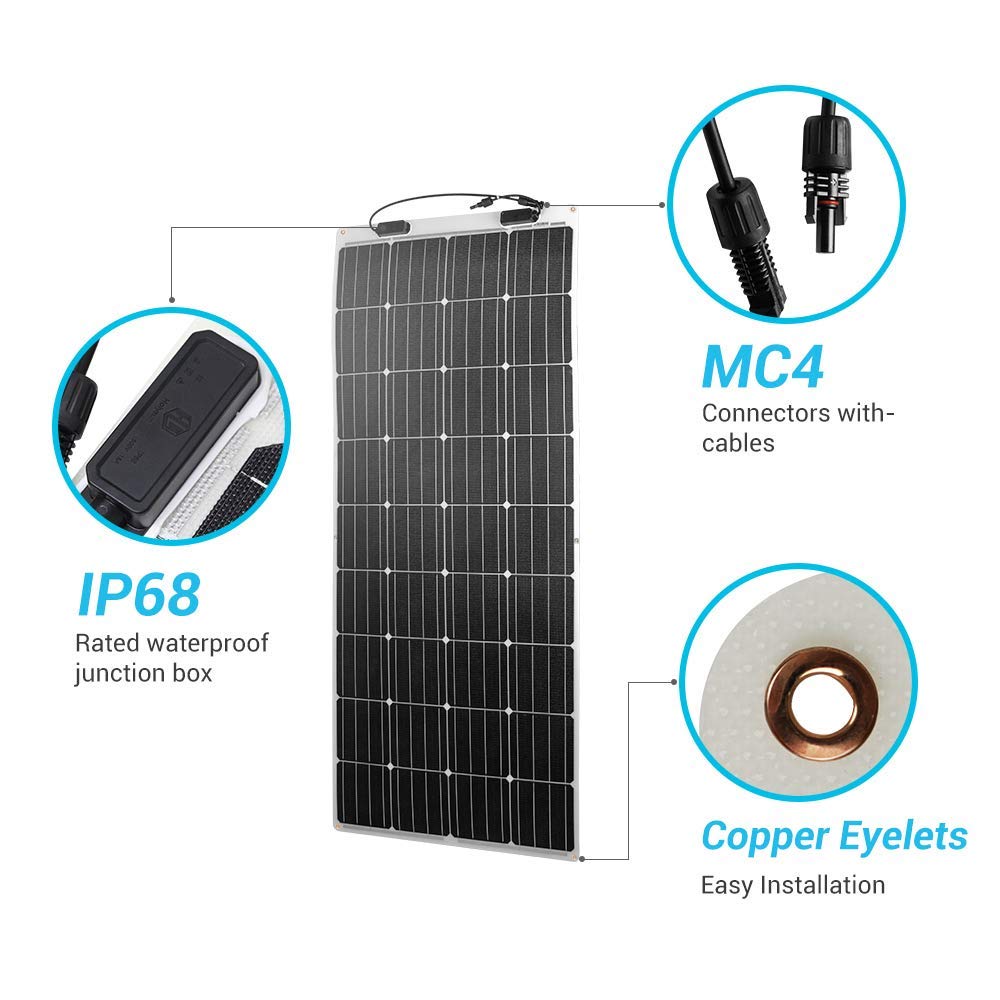 MC4
Connectors with-
cables
IP68
Rated waterproof
junction box
Copper Eyelets
Easy Installation